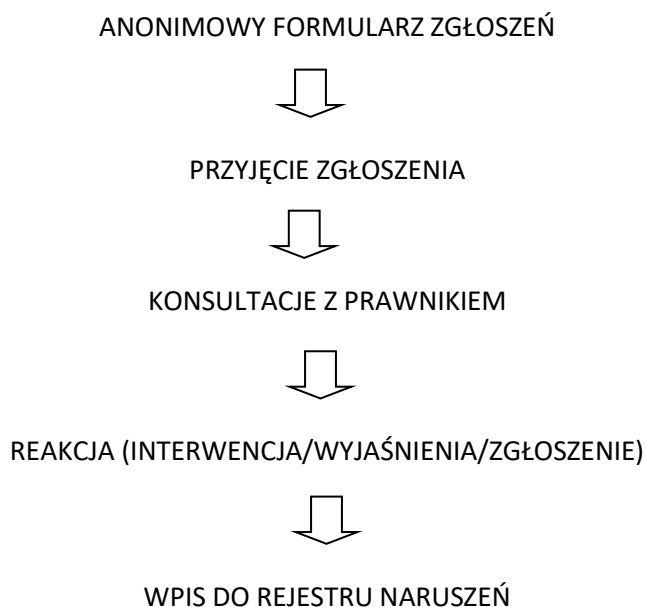 ANONIMOWY FORMULARZ ZGŁOSZEŃ
PRZYJĘCIE ZGŁOSZENIA
KONSULTACJE Z PRAWNIKIEM
REAKCJA (INTERWENCJA/WYJAŚNIENIA/ZGŁOSZENIE)
WPIS DO REJESTRU NARUSZEŃ